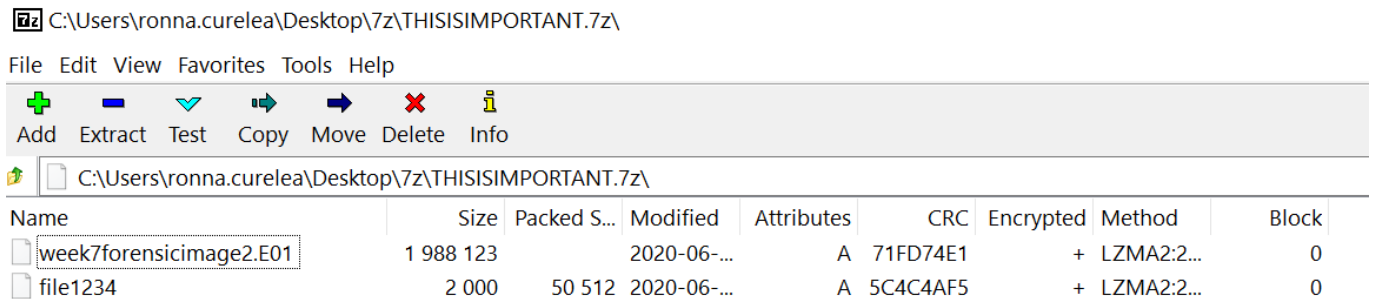 7z C:\Users\ronna.curelea\Desktop\7z\THISISIMPORTANT.7z\
File Edit View Favorites Tools Help
Add Extract Test Copy Move Delete Info
C:\Users\ronna.curelea\Desktop\7z\THISISIMPORTANT.7z\
Name Size Packed S... Modified Attributes CRC Encrypted Method Block
week7forensicimage2.E01 1 988 123 2020-06-... A 71FD74E1 + LZMA2:2... 0
file1234 2 000 50 512 2020-06-... A 5C4C4AF5 + LZMA2:2... 0